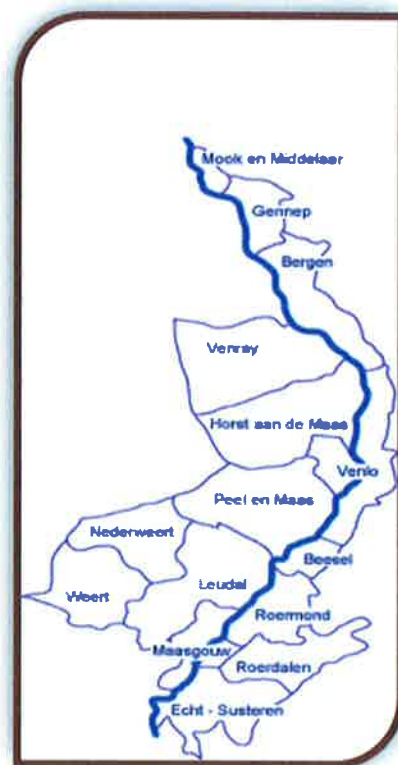 Mook en Middelaar
Gennep
Bergen
Venray
Horst aan de Maas
Venlo
Peel en Maas
Nederweert
Beesel
Leudal
Weert
Roermond
Maasgouw
Roerdalen
Echt - Susteren